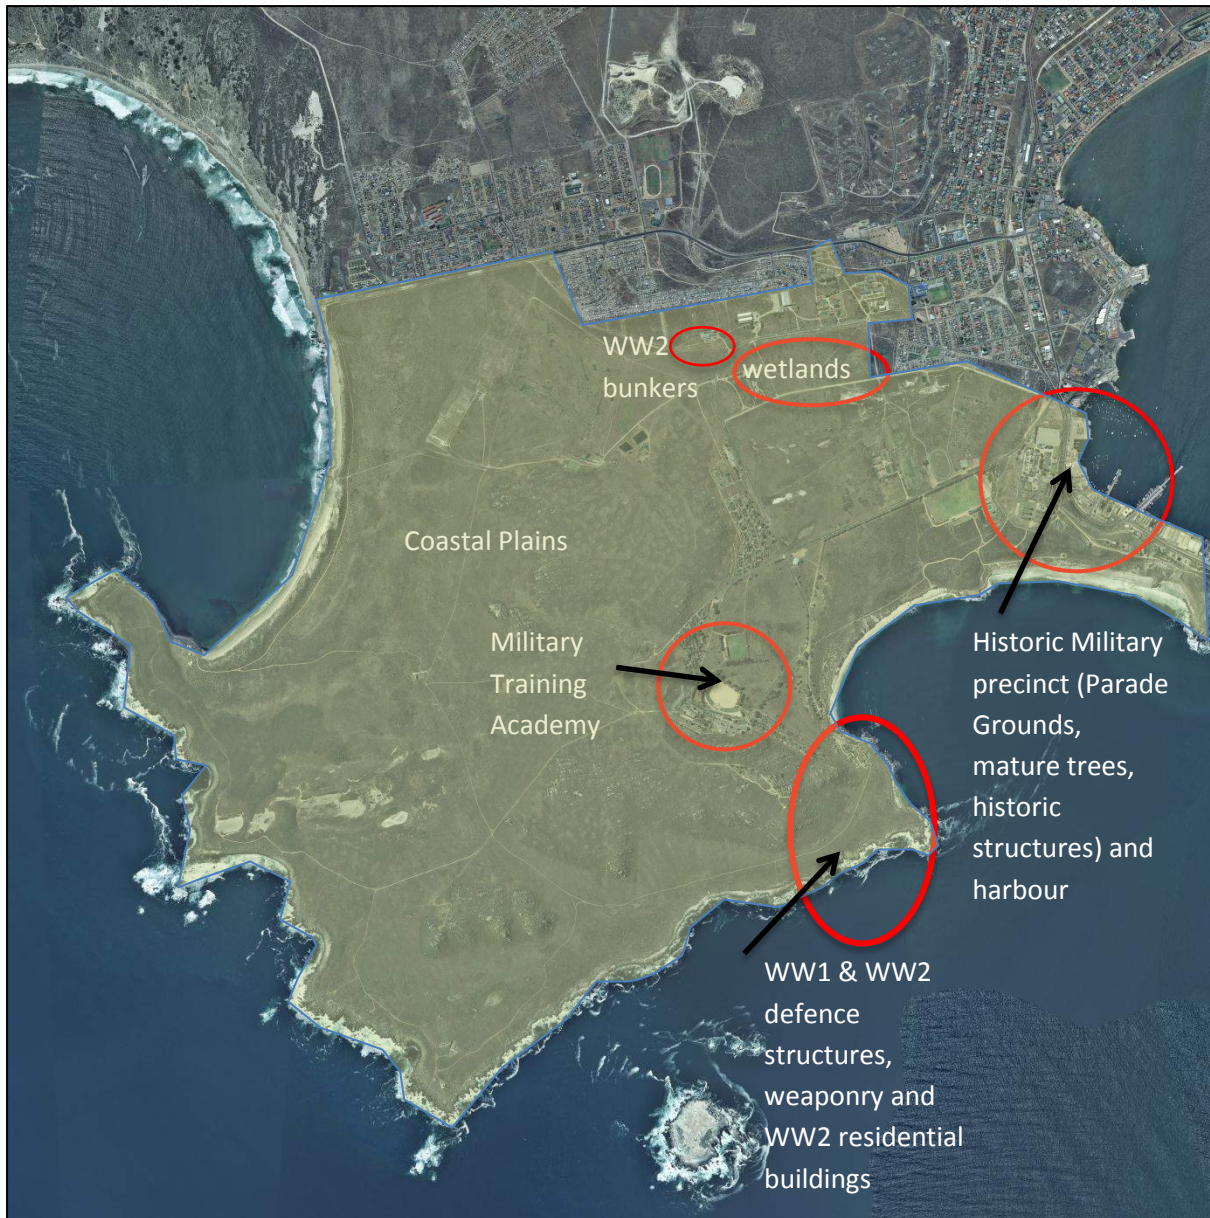 WW2
bunkers
wetlands
Coastal Plains
Military
Training
Academy
Historic Military
precinct (Parade
Grounds,
mature trees,
historic
structures) and
harbour
WW1 & WW2
defence
structures,
weaponry and
WW2 residential
buildings